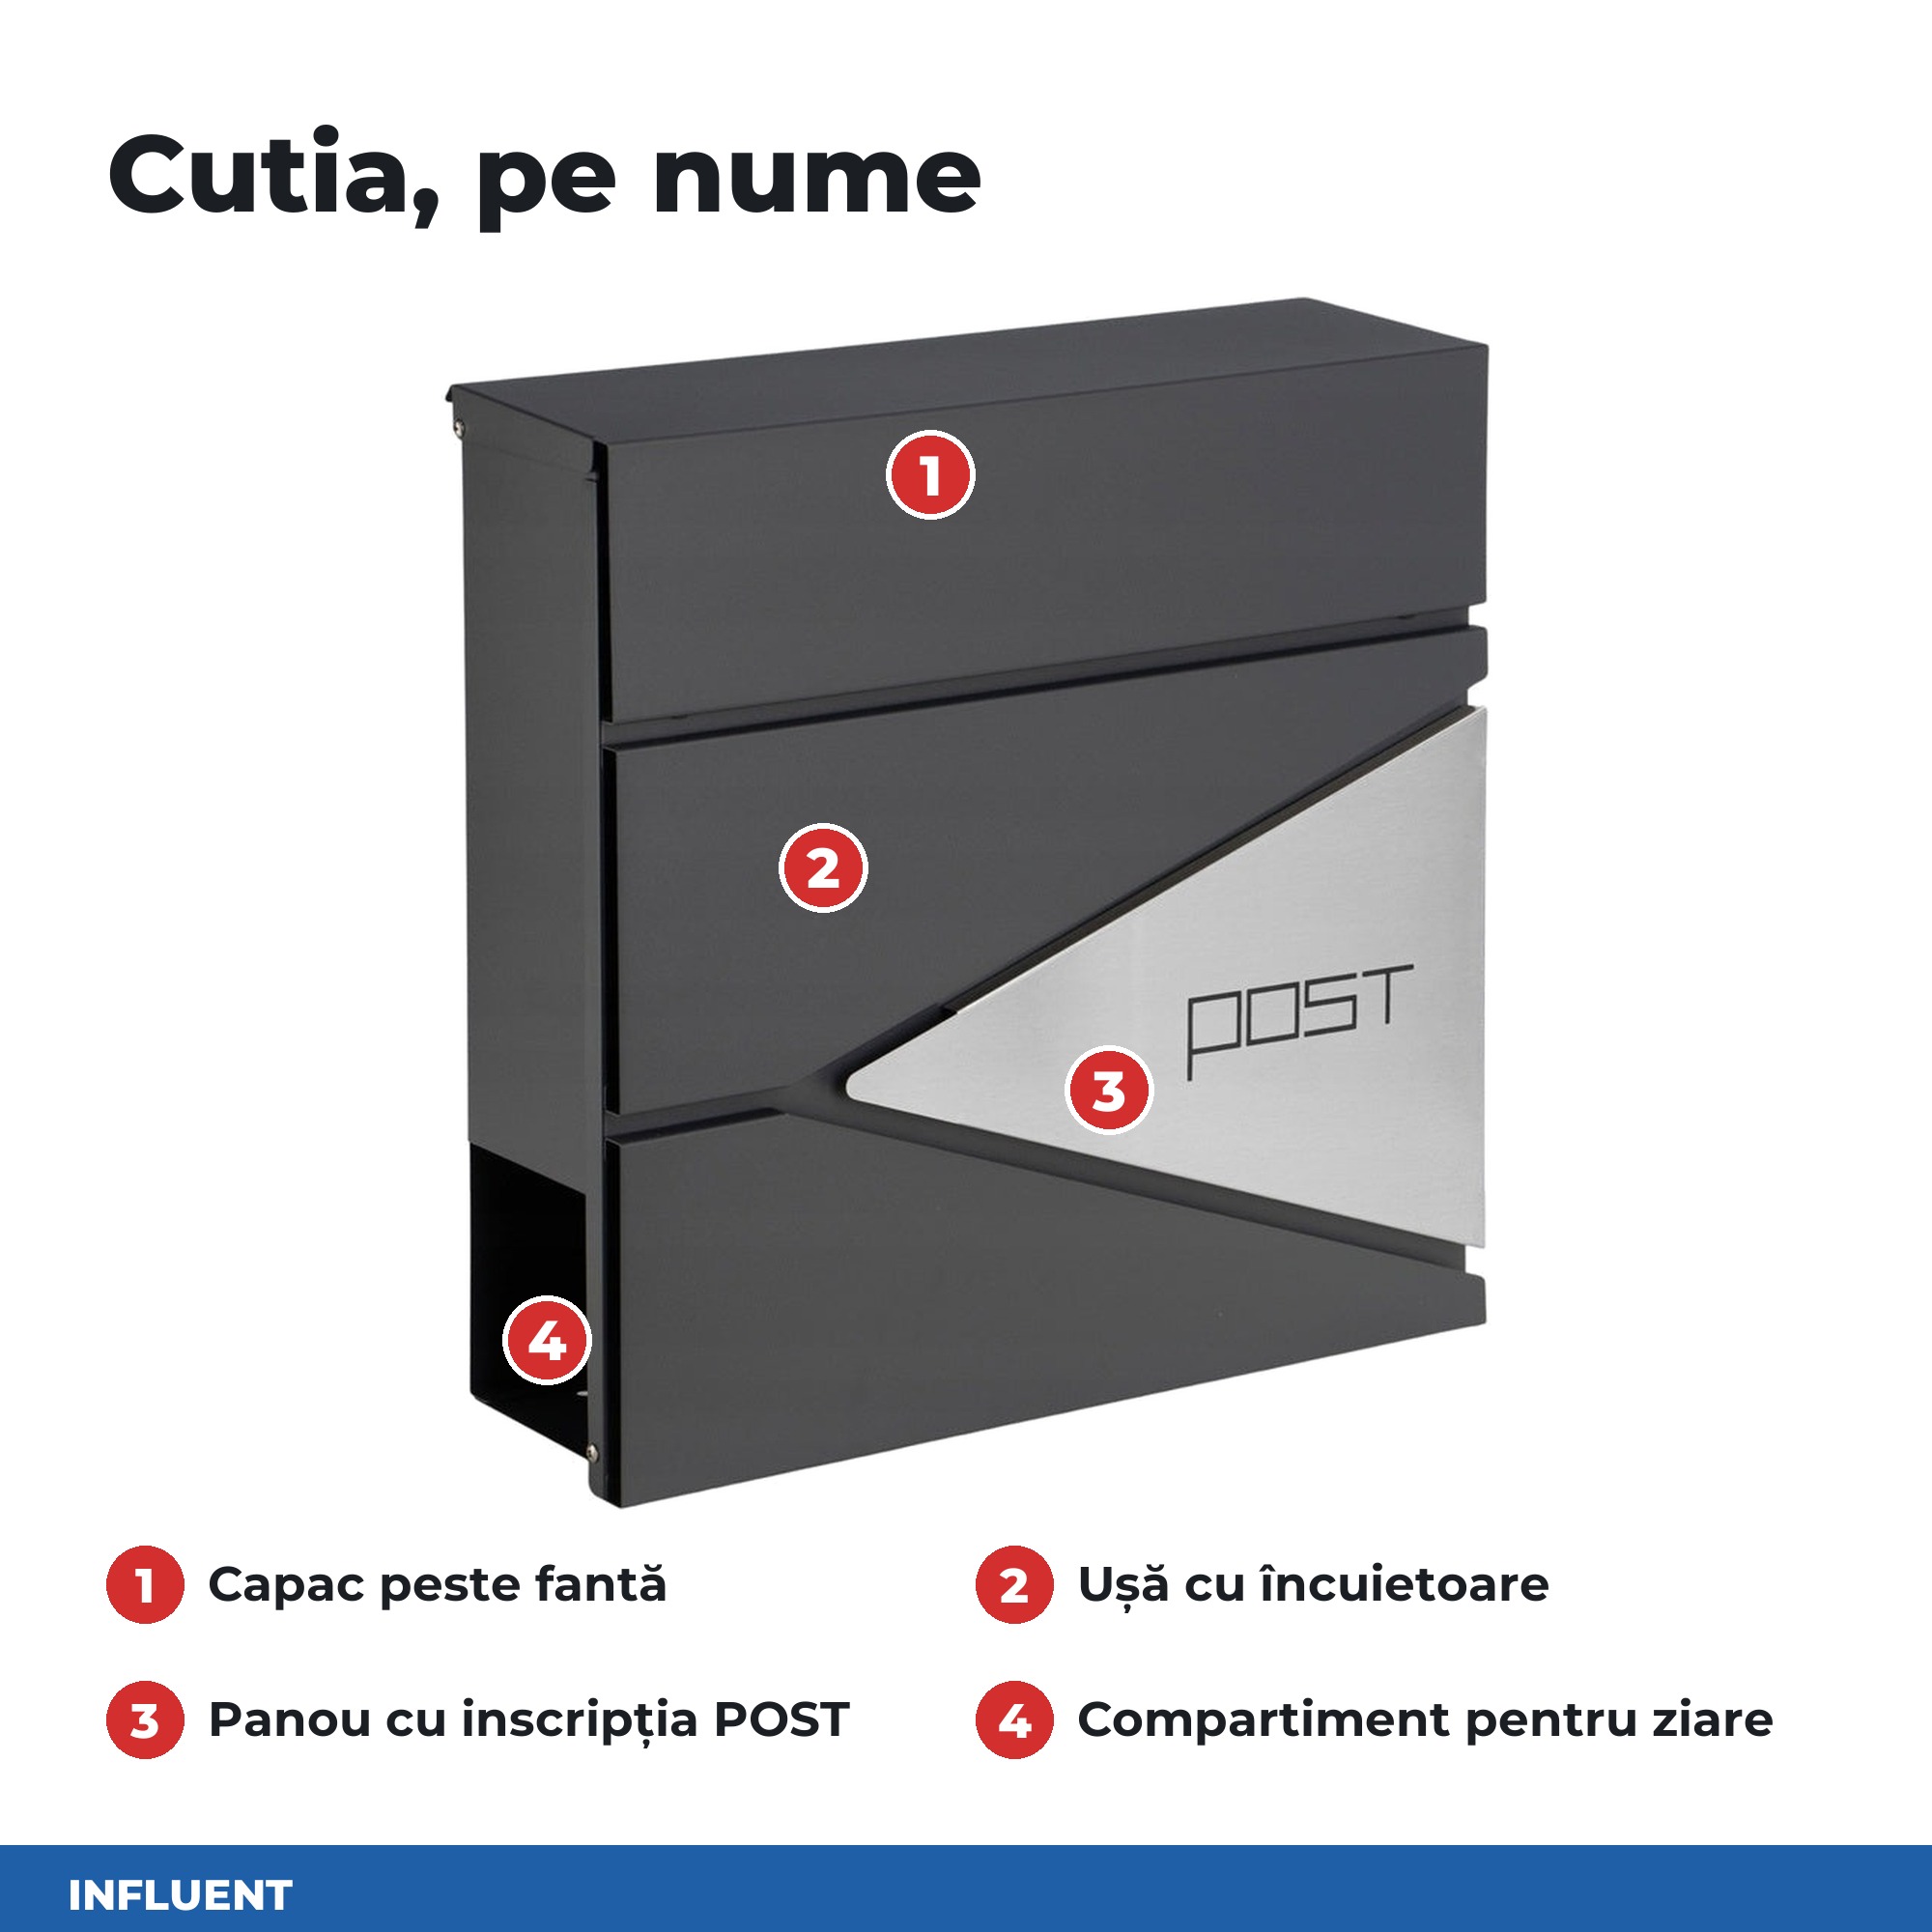 Cutia, pe nume
1
2
POST
3
4
1 Capac peste fantă
2 Ușă cu încuietoare
3 Panou cu inscripția POST
4 Compartiment pentru ziare
INFLUENT